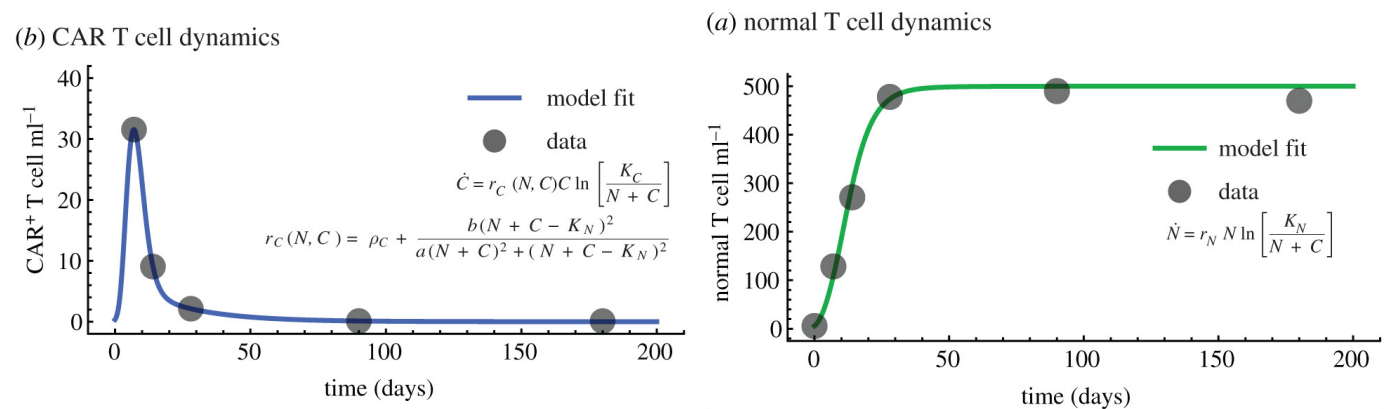 (b) CAR T cell dynamics
CAR⁺ T cell ml⁻¹
40
30
20
10
0
model fit
data
Ċ = r_C (N, C)C ln [K_C / (N + C)]
r_C (N, C) = ρ_C + b(N + C − K_N)² / (a(N + C)² + (N + C − K_N)²)
0 50 100 150 200
time (days)
(a) normal T cell dynamics
normal T cell ml⁻¹
500
400
300
200
100
0
model fit
data
Ṅ = r_N N ln [K_N / (N + C)]
0 50 100 150 200
time (days)